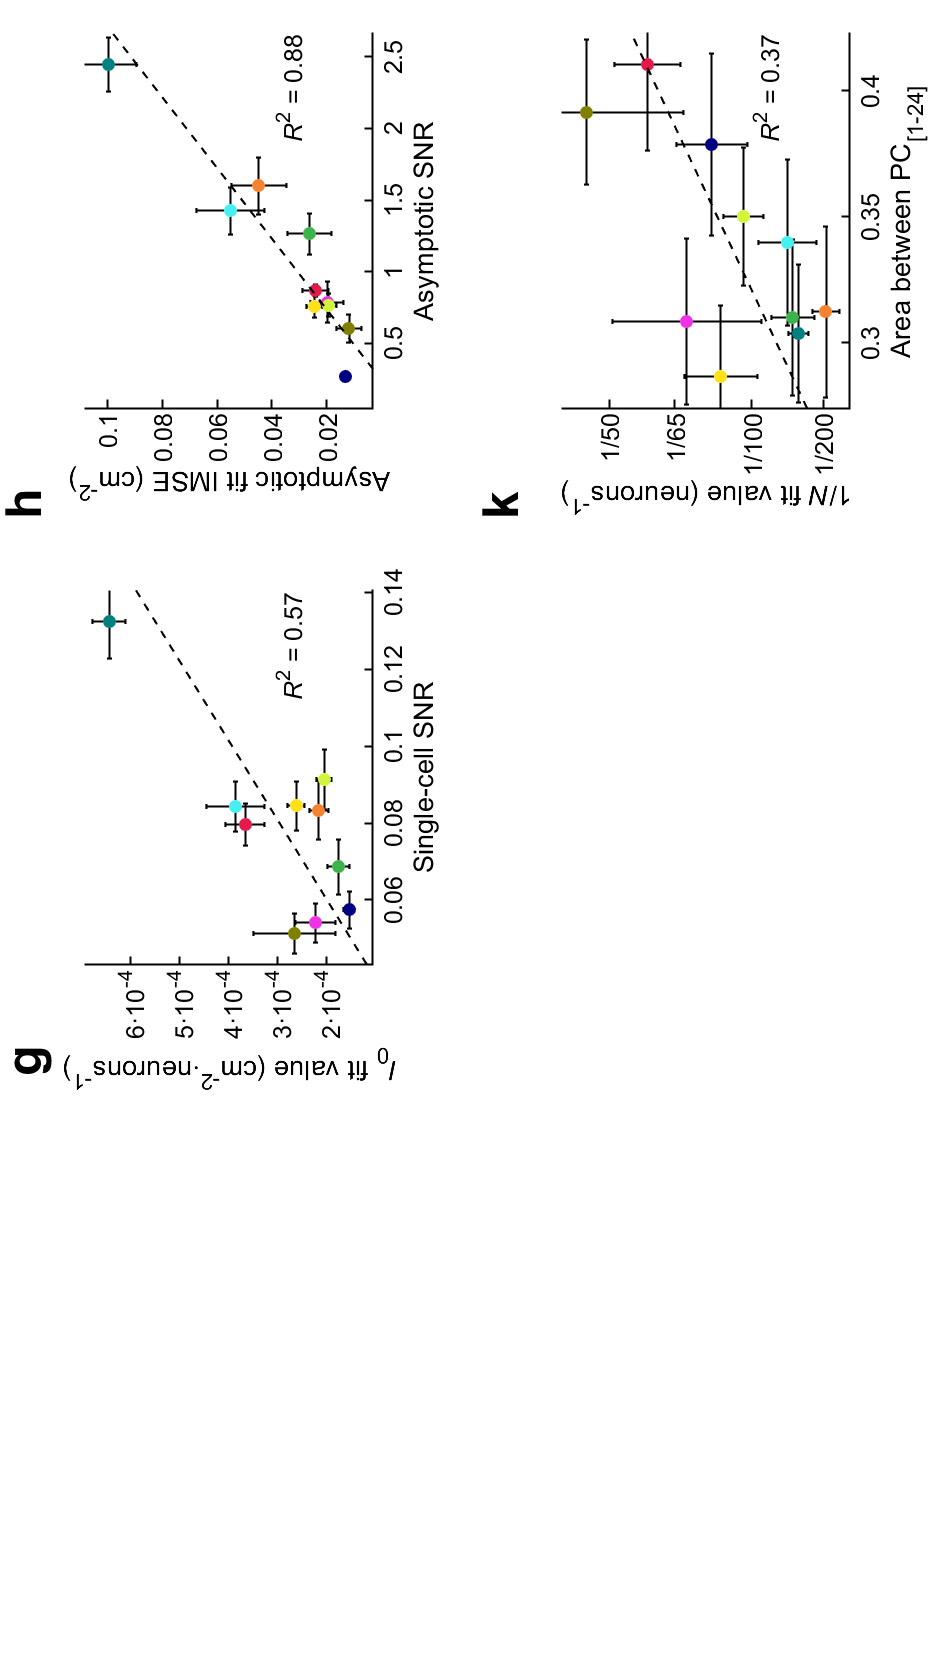 g
I₀ fit value (cm⁻²·neurons⁻¹)
6·10⁻⁴
5·10⁻⁴
4·10⁻⁴
3·10⁻⁴
2·10⁻⁴
R² = 0.57
0.06
0.08
0.1
0.12
0.14
Single-cell SNR
h
Asymptotic fit IMSE (cm⁻²)
0.1
0.08
0.06
0.04
0.02
R² = 0.88
0.5
1
1.5
2
2.5
Asymptotic SNR
k
1/N fit value (neurons⁻¹)
1/50
1/65
1/100
1/200
R² = 0.37
0.3
0.35
0.4
Area between PC[1-24]